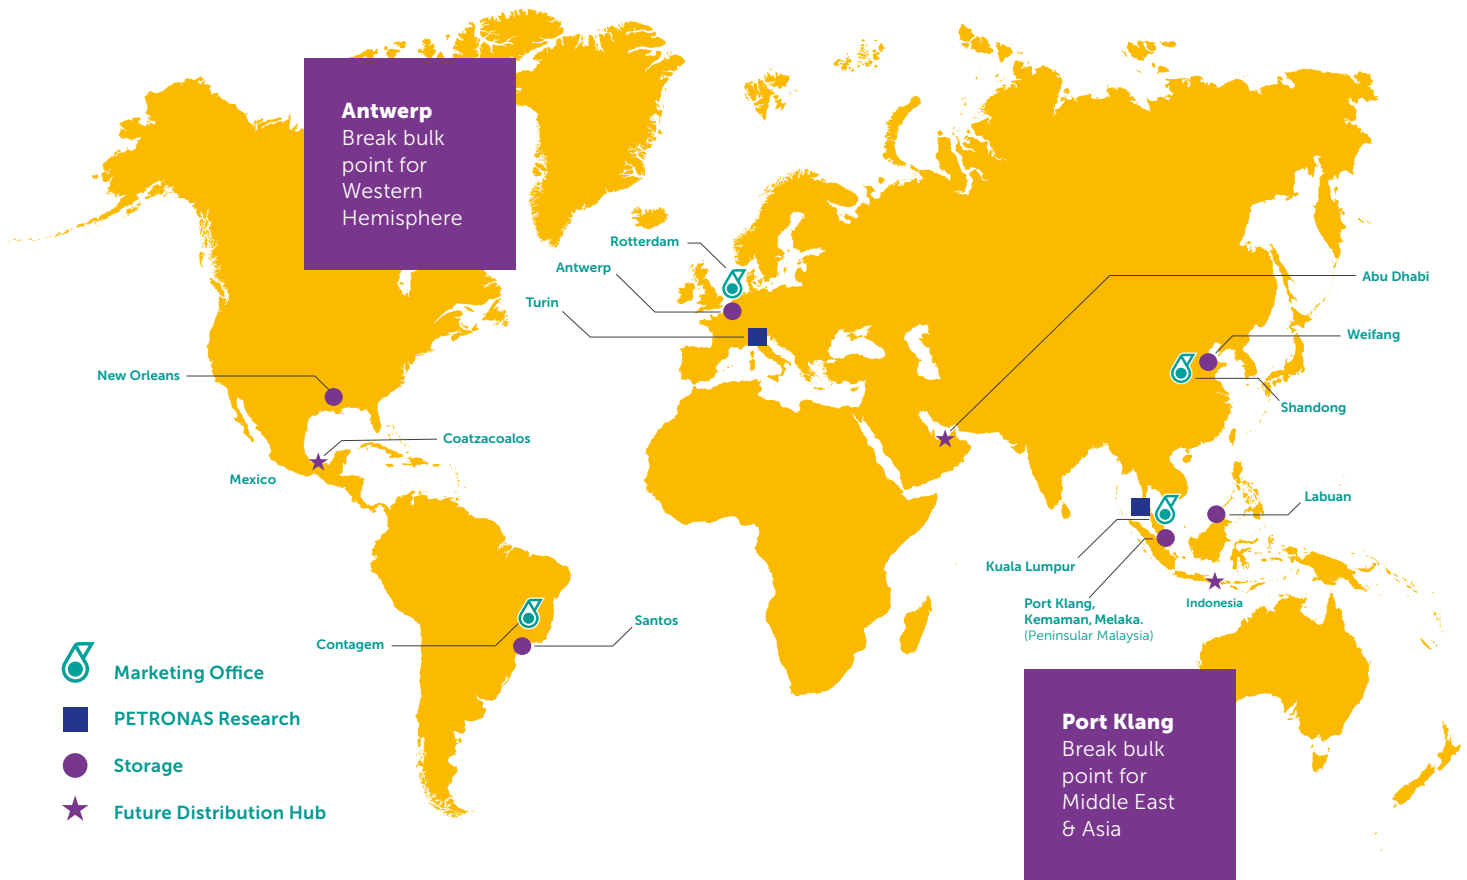 Antwerp
Break bulk
point for
Western
Hemisphere
Rotterdam
Antwerp
Turin
Abu Dhabi
Weifang
Shandong
New Orleans
Coatzacoalos
Mexico
Labuan
Kuala Lumpur
Port Klang,
Kemaman, Melaka.
(Peninsular Malaysia)
Indonesia
Contagem
Santos
Marketing Office
PETRONAS Research
Storage
Future Distribution Hub
Port Klang
Break bulk
point for
Middle East
& Asia